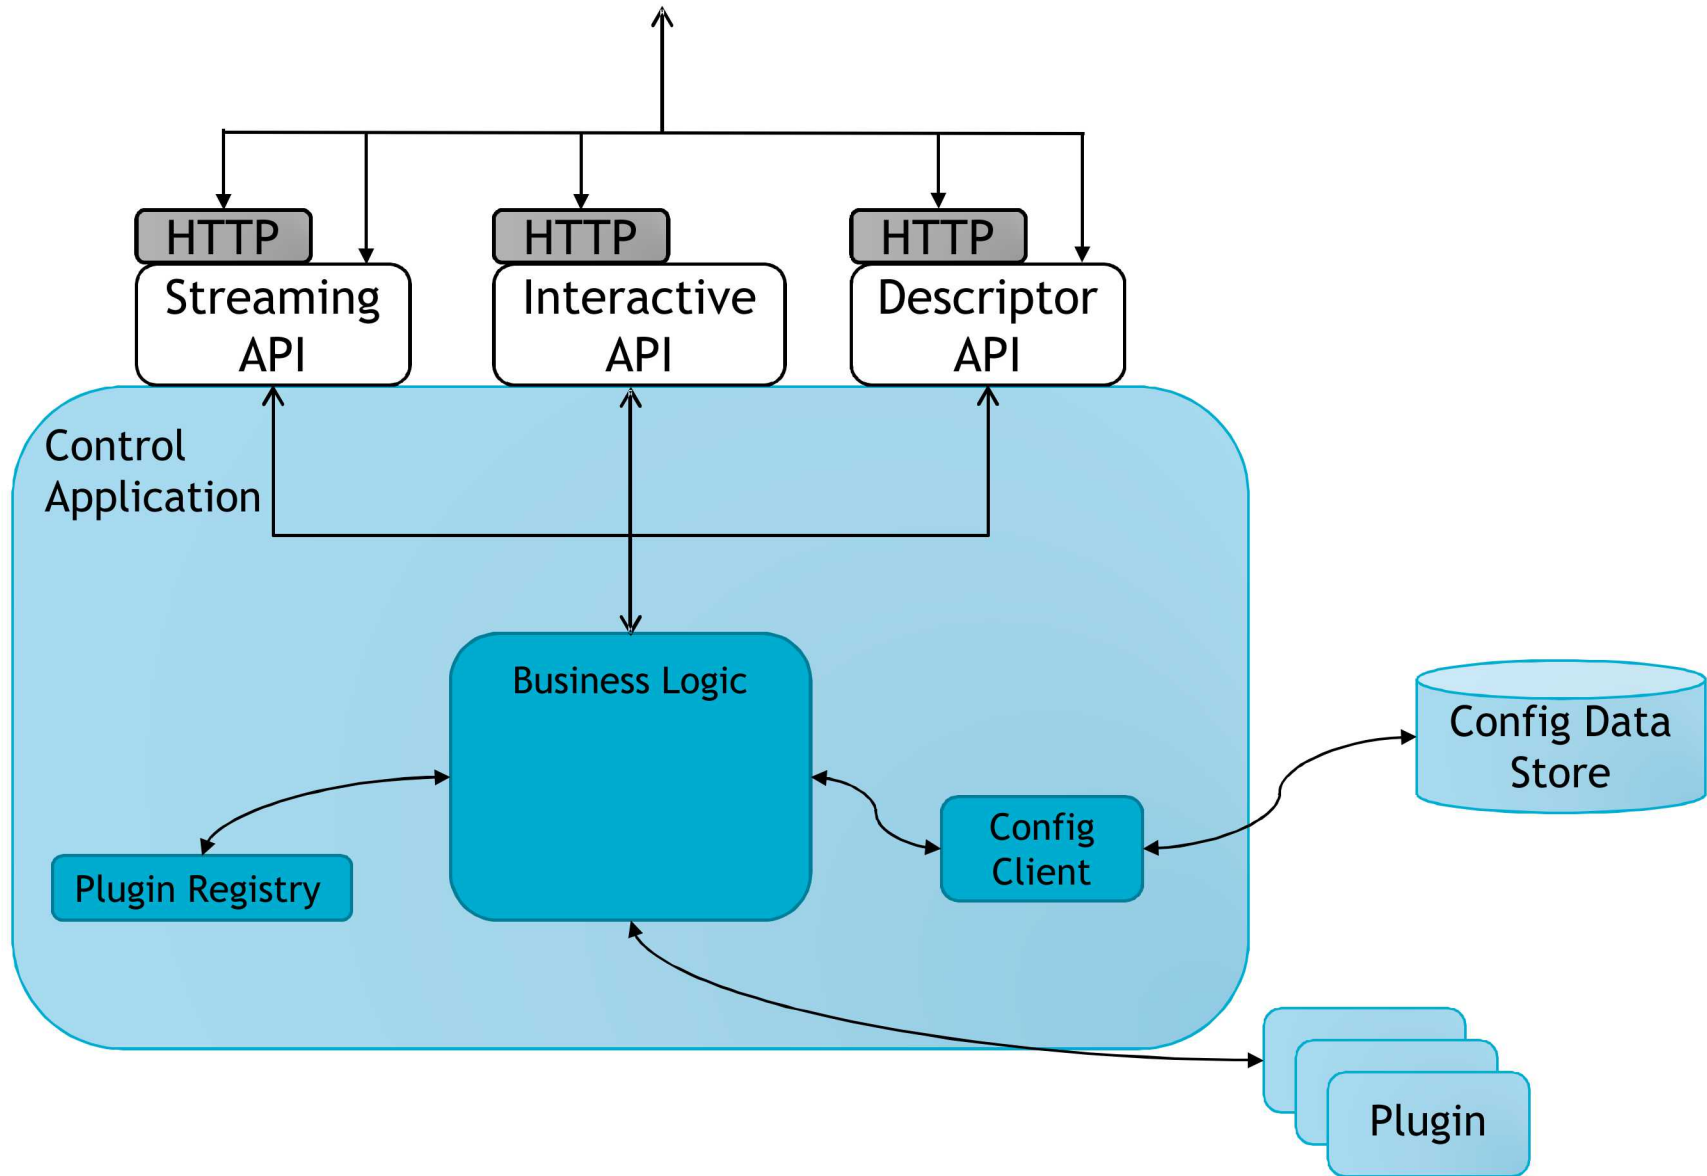 HTTP
HTTP
HTTP
Streaming
API
Interactive
API
Descriptor
API
Control
Application
Business Logic
Config Data
Store
Config
Client
Plugin Registry
Plugin